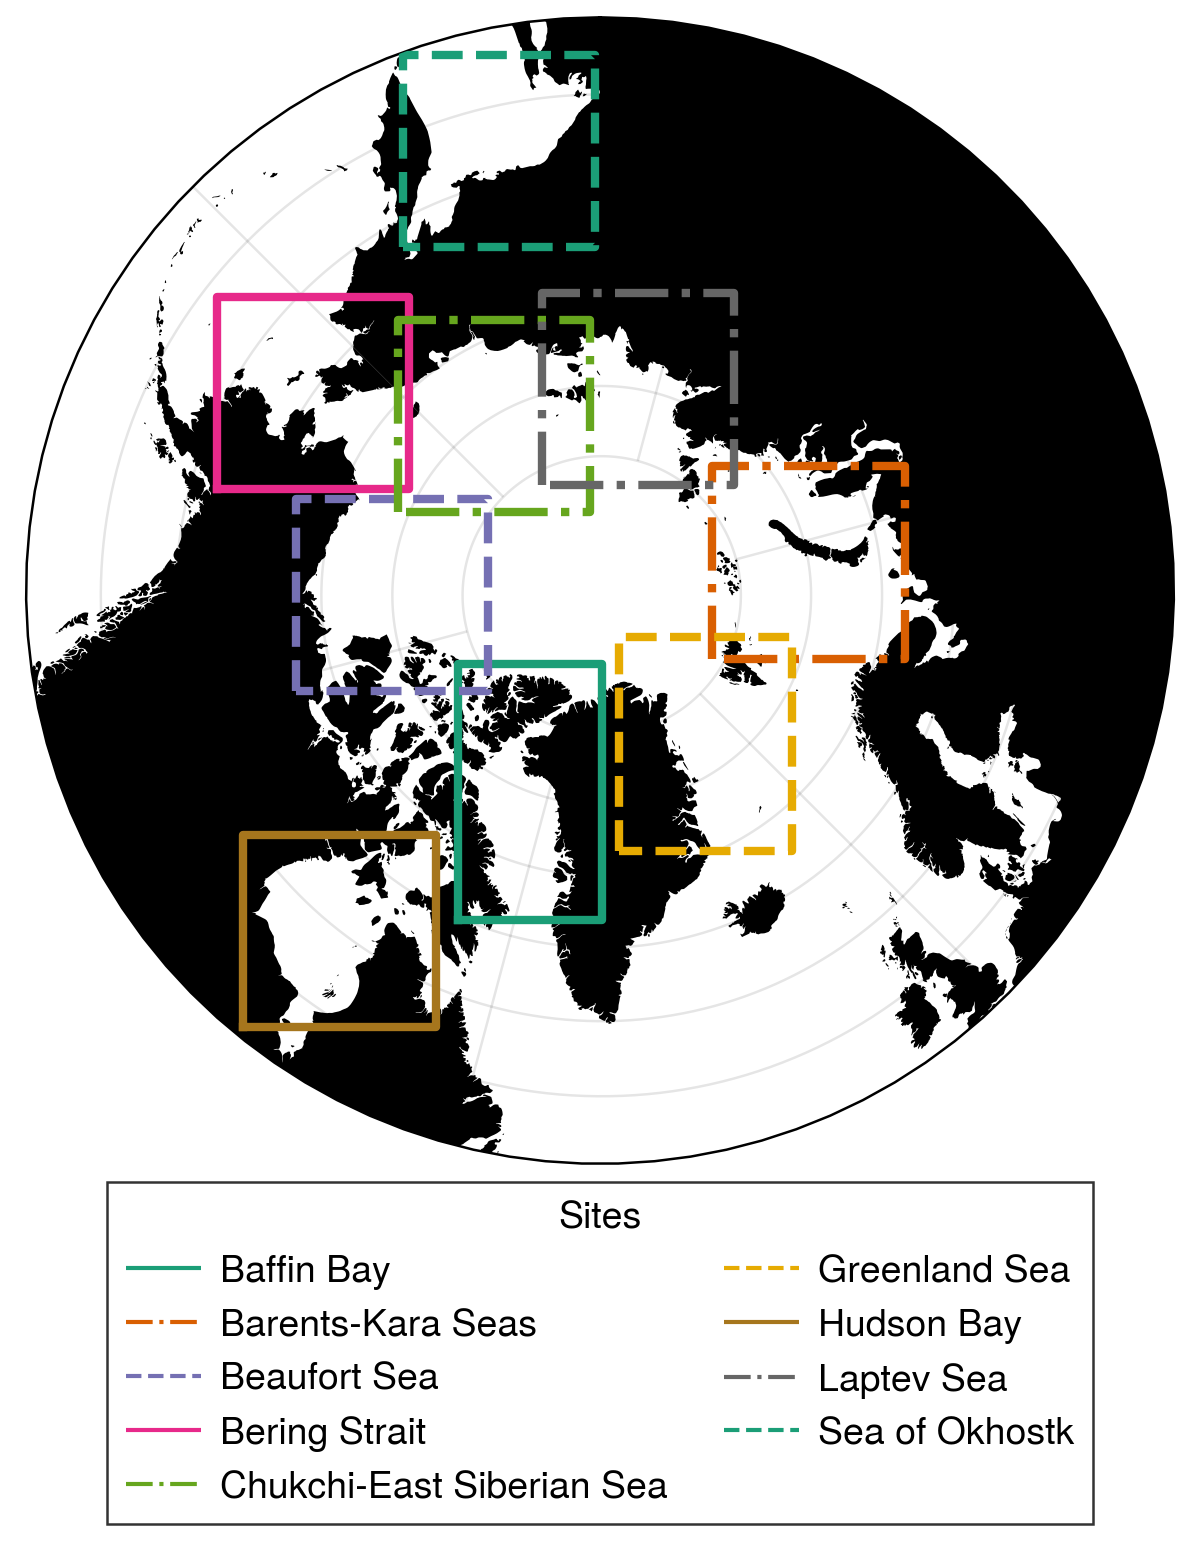 Sites
Baffin Bay
Barents-Kara Seas
Beaufort Sea
Bering Strait
Chukchi-East Siberian Sea
Greenland Sea
Hudson Bay
Laptev Sea
Sea of Okhostk